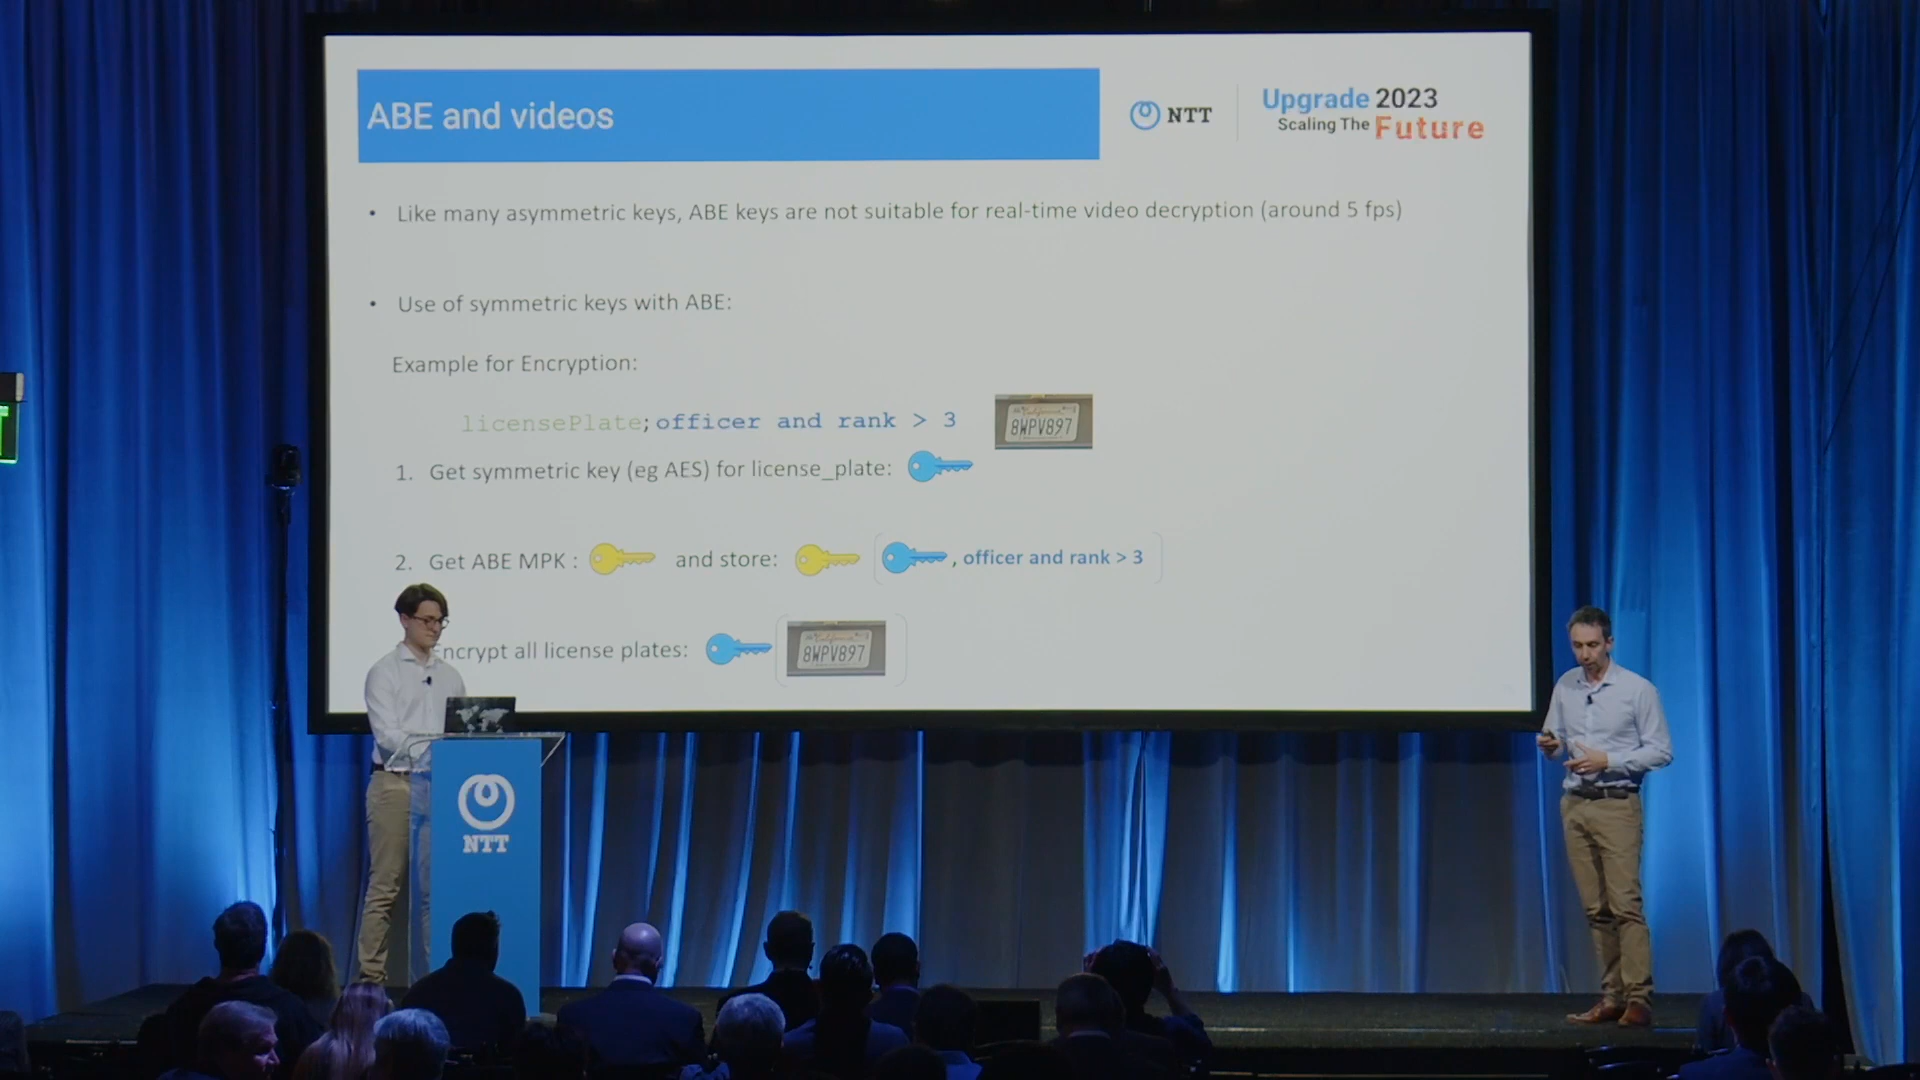 ABE and videos
NTT
Upgrade 2023
Scaling The Future
• Like many asymmetric keys, ABE keys are not suitable for real-time video decryption (around 5 fps)
• Use of symmetric keys with ABE:
Example for Encryption:
licensePlate;officer and rank > 3
California
8WPV897
1. Get symmetric key (eg AES) for license_plate:
2. Get ABE MPK : and store: , officer and rank > 3
ncrypt all license plates:
California
8WPV897
NTT